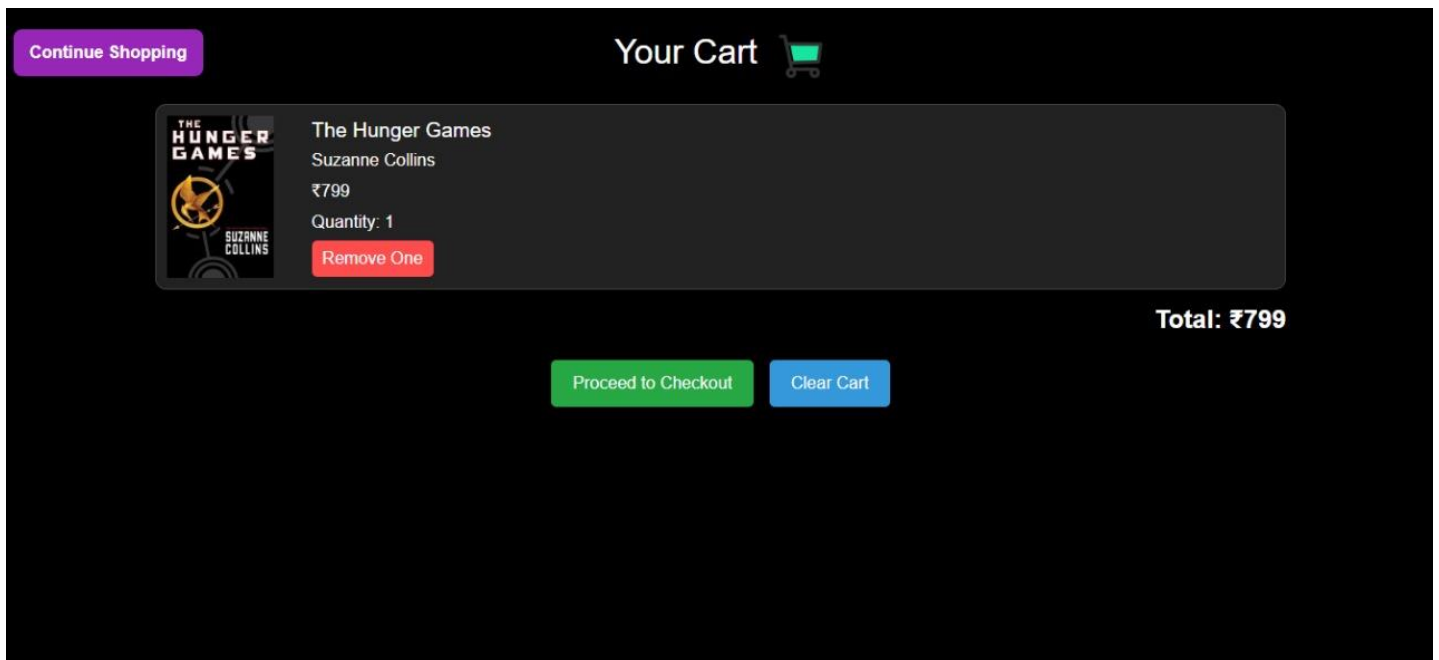 Continue Shopping
Your Cart
THE
HUNGER
GAMES
SUZANNE
COLLINS
The Hunger Games
Suzanne Collins
₹799
Quantity: 1
Remove One
Total: ₹799
Proceed to Checkout
Clear Cart